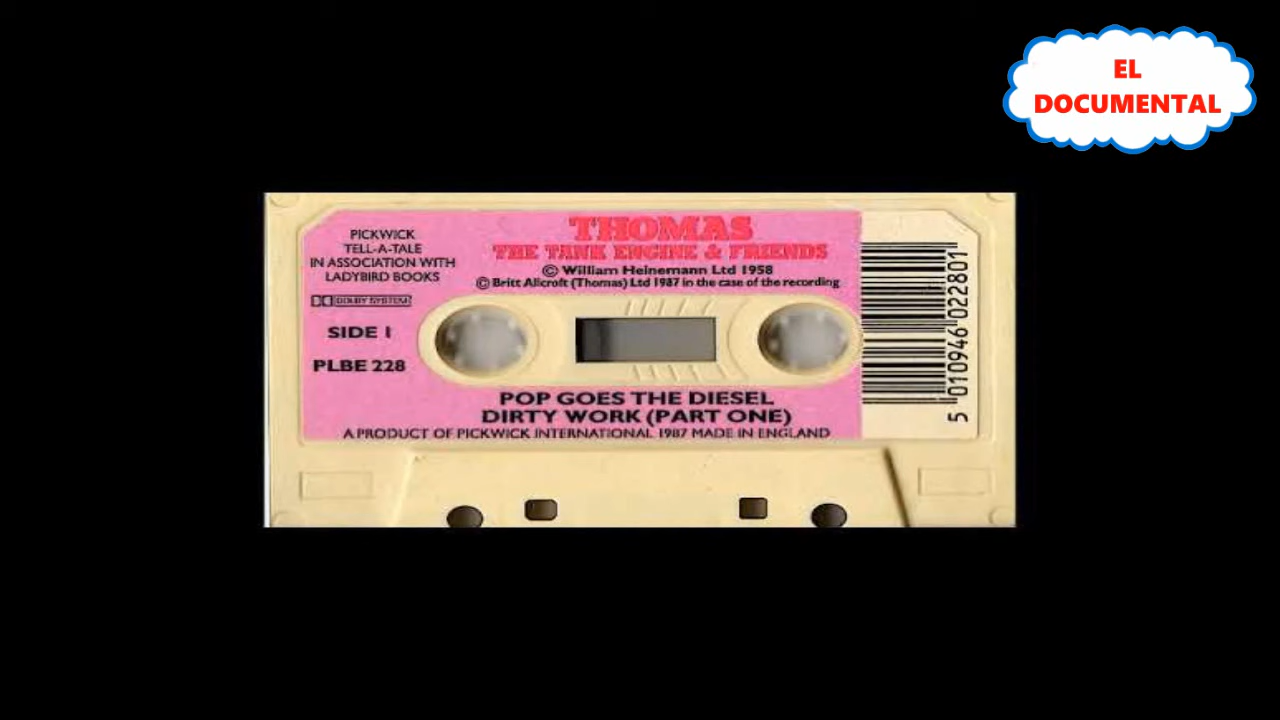 EL
DOCUMENTAL
PICKWICK
TELL-A-TALE
IN ASSOCIATION WITH
LADYBIRD BOOKS
DOLBY SYSTEM
SIDE 1
PLBE 228
THOMAS
THE TANK ENGINE & FRIENDS
© William Heinemann Ltd 1958
© Britt Allcroft (Thomas) Ltd 1987 in the case of the recording
POP GOES THE DIESEL
DIRTY WORK (PART ONE)
A PRODUCT OF PICKWICK INTERNATIONAL 1987 MADE IN ENGLAND
5 010946 022801